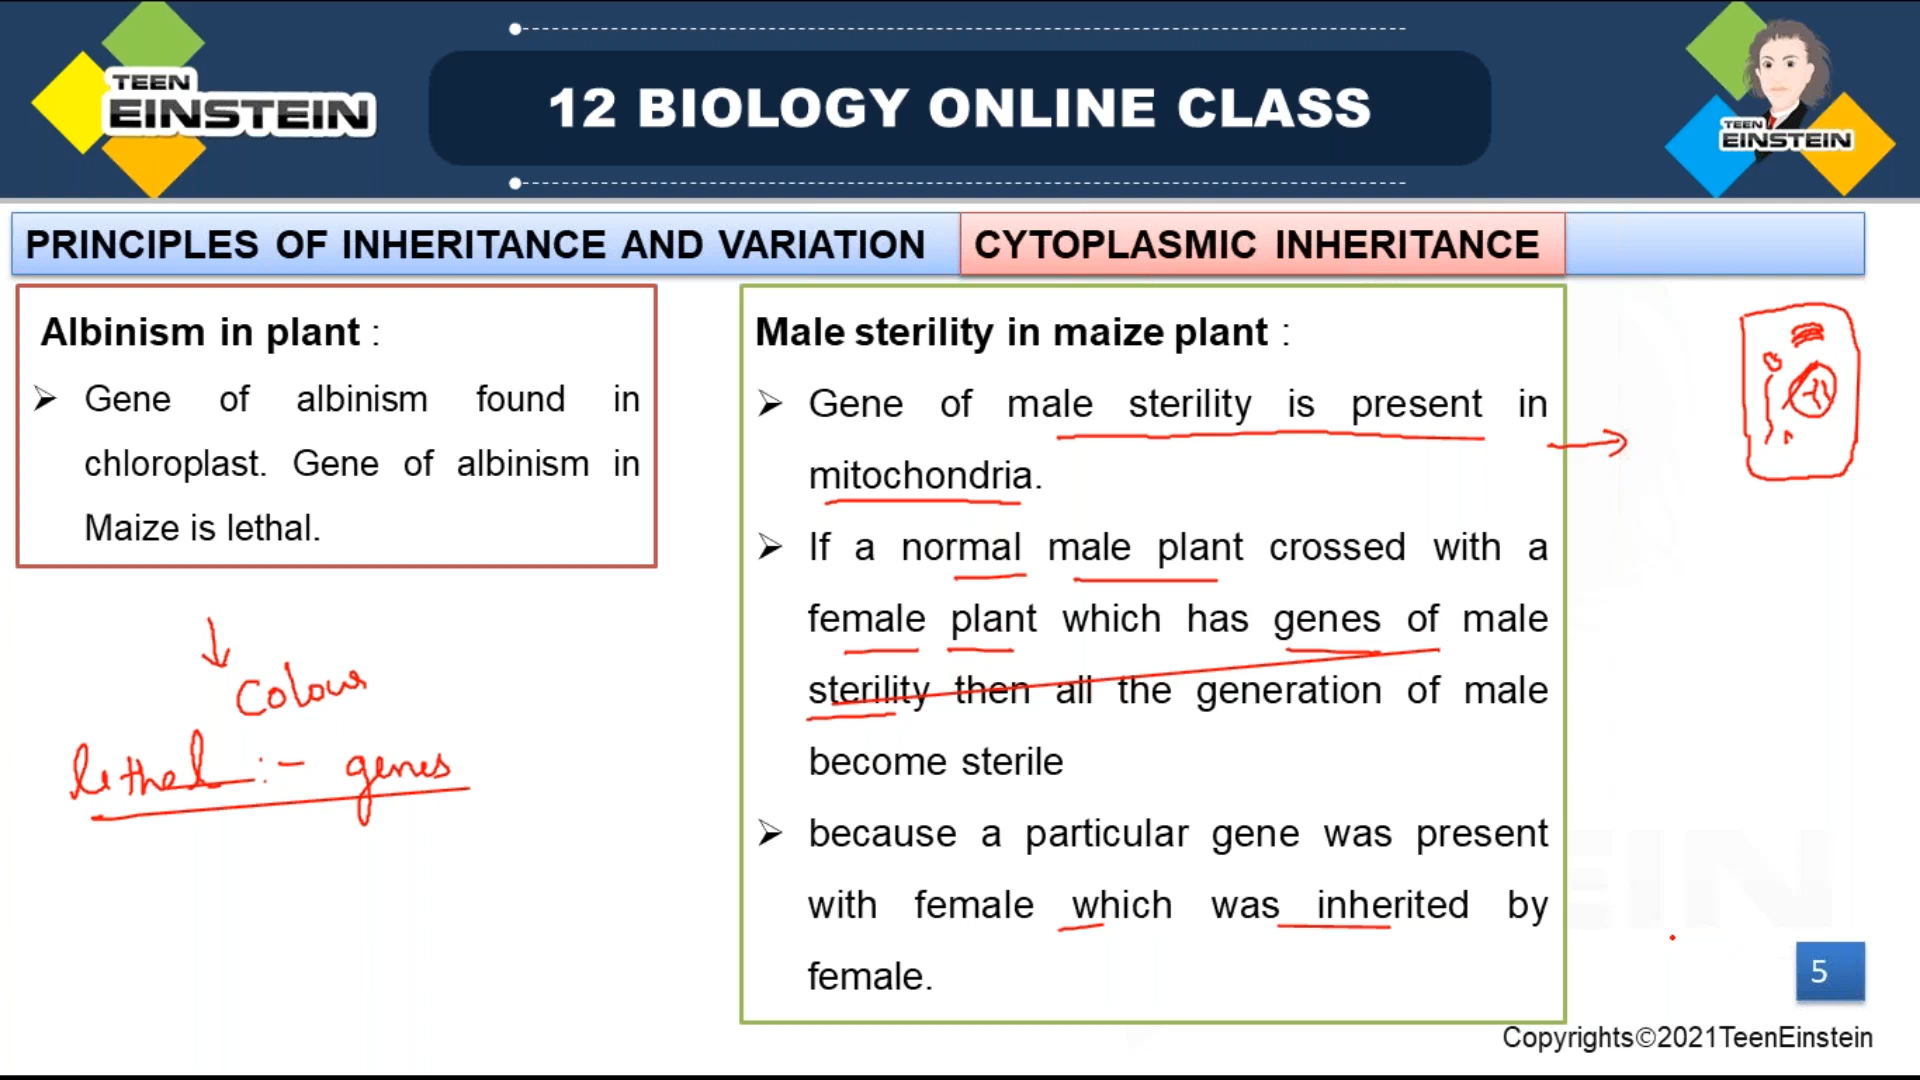 TEEN
EINSTEIN
12 BIOLOGY ONLINE CLASS
TEEN
EINSTEIN
PRINCIPLES OF INHERITANCE AND VARIATION
CYTOPLASMIC INHERITANCE
Albinism in plant :
➤ Gene of albinism found in
chloroplast. Gene of albinism in
Maize is lethal.
Colour
lethal :- genes
Male sterility in maize plant :
➤ Gene of male sterility is present in
mitochondria.
➤ If a normal male plant crossed with a
female plant which has genes of male
sterility then all the generation of male
become sterile
➤ because a particular gene was present
with female which was inherited by
female.
EIN
5
Copyrights©2021TeenEinstein